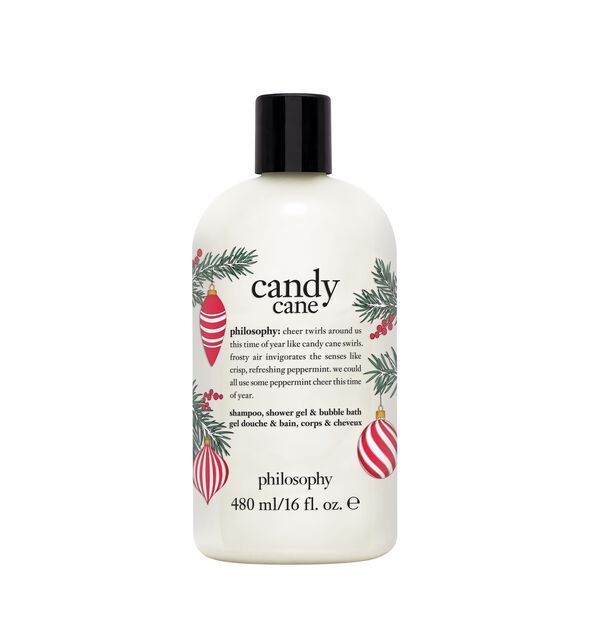 candy
cane
philosophy: cheer twirls around us
this time of year like candy cane swirls.
frosty air invigorates the senses like
crisp, refreshing peppermint. we could
all use some peppermint cheer this time
of year.
shampoo, shower gel & bubble bath
gel douche & bain, corps & cheveux
philosophy
480 ml/16 fl. oz. ℮